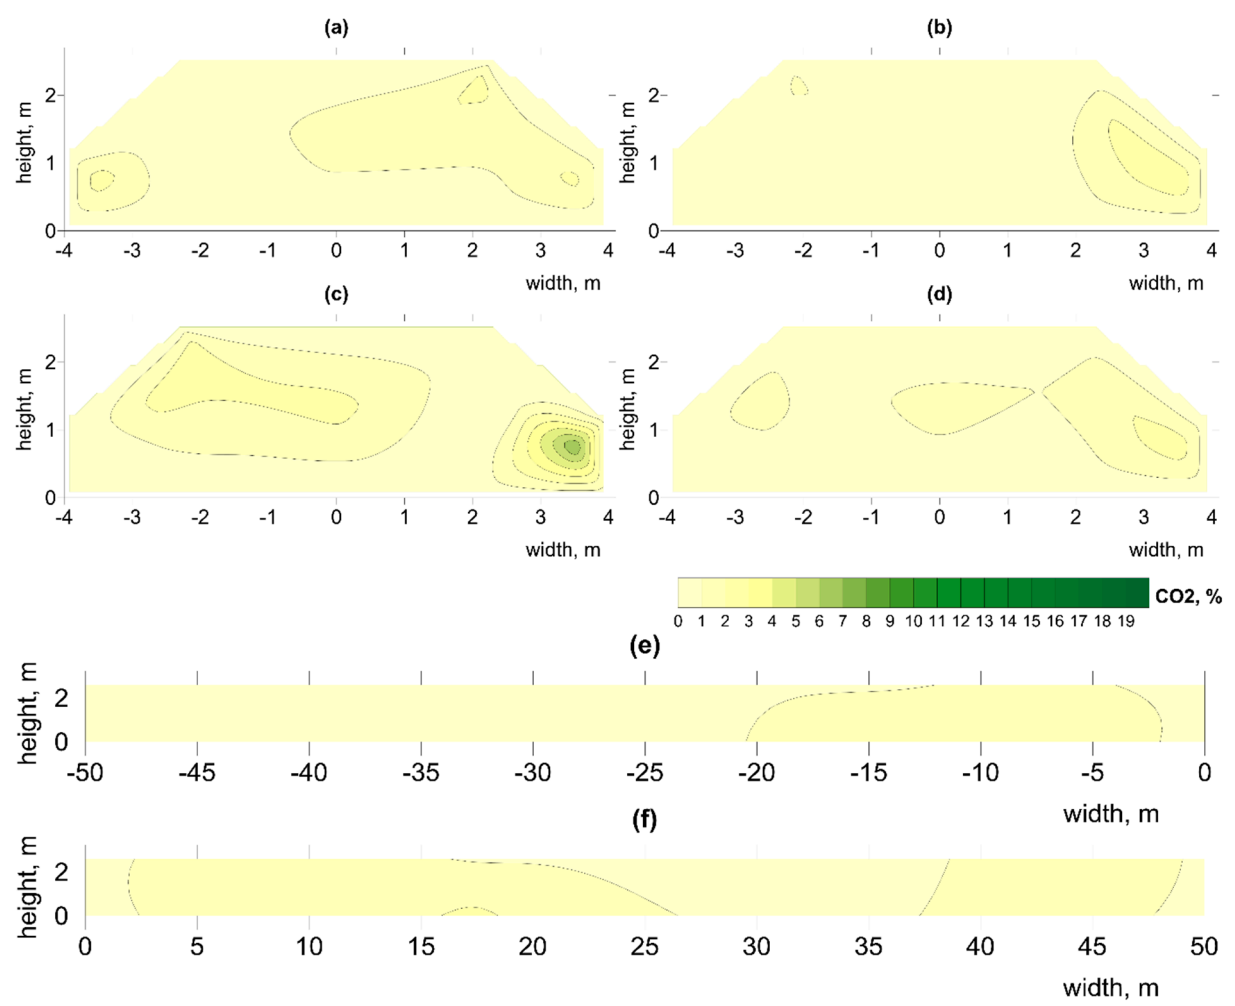 (a) (b)
height, m
2
1
0
-4 -3 -2 -1 0 1 2 3 4
width, m
height, m
2
1
0
-4 -3 -2 -1 0 1 2 3 4
width, m
(c) (d)
height, m
2
1
0
-4 -3 -2 -1 0 1 2 3 4
width, m
height, m
2
1
0
-4 -3 -2 -1 0 1 2 3 4
width, m
CO2, %
0 1 2 3 4 5 6 7 8 9 10 11 12 13 14 15 16 17 18 19
(e)
height, m
2
0
-50 -45 -40 -35 -30 -25 -20 -15 -10 -5 0
width, m
(f)
height, m
2
0
0 5 10 15 20 25 30 35 40 45 50
width, m